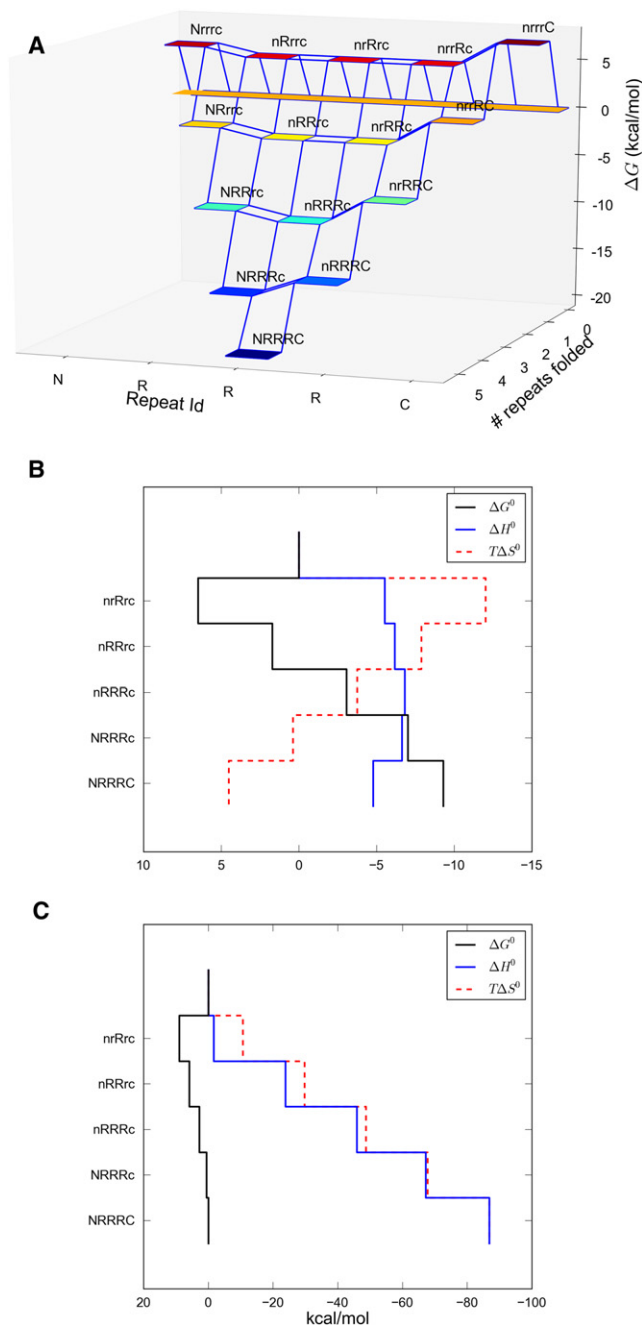 A
Nrrrc
nRrrc
nrRrc
nrrRc
nrrrC
NRrrc
nRRrc
nrRRc
nrrRC
NRRrc
nRRRc
nrRRC
NRRRc
nRRRC
NRRRC
5
0
−5
−10
−15
−20
ΔG (kcal/mol)
0
1
2
3
4
5
# repeats folded
N
R
R
R
C
Repeat Id
B
ΔG⁰
ΔH⁰
TΔS⁰
nrRrc
nRRrc
nRRRc
NRRRc
NRRRC
10 5 0 −5 −10 −15
C
ΔG⁰
ΔH⁰
TΔS⁰
nrRrc
nRRrc
nRRRc
NRRRc
NRRRC
20 0 −20 −40 −60 −80 −100
kcal/mol